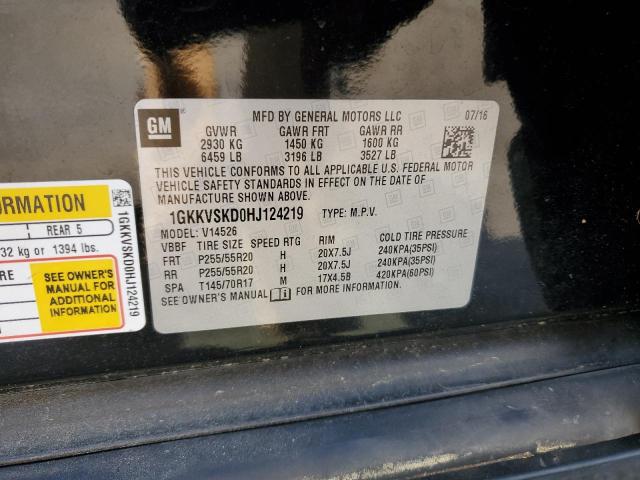 GM
MFD BY GENERAL MOTORS LLC
07/16
GVWR GAWR FRT GAWR RR
2930 KG 1450 KG 1600 KG
6459 LB 3196 LB 3527 LB
THIS VEHICLE CONFORMS TO ALL APPLICABLE U.S. FEDERAL MOTOR
VEHICLE SAFETY STANDARDS IN EFFECT ON THE DATE OF
MANUFACTURE SHOWN ABOVE.
1GKKVSKD0HJ124219 TYPE: M.P.V.
MODEL: V14526
VBBF TIRE SIZE SPEED RTG RIM COLD TIRE PRESSURE
FRT P255/55R20 H 20X7.5J 240KPA(35PSI)
RR P255/55R20 H 20X7.5J 240KPA(35PSI)
SPA T145/70R17 M 17X4.5B 420KPA(60PSI)
SEE OWNER'S MANUAL FOR MORE INFORMATION.
ORMATION
REAR 5
32 kg or 1394 lbs.
RE
SEE OWNER'S
MANUAL FOR
ADDITIONAL
INFORMATION
1GKKVSKD0HJ124219